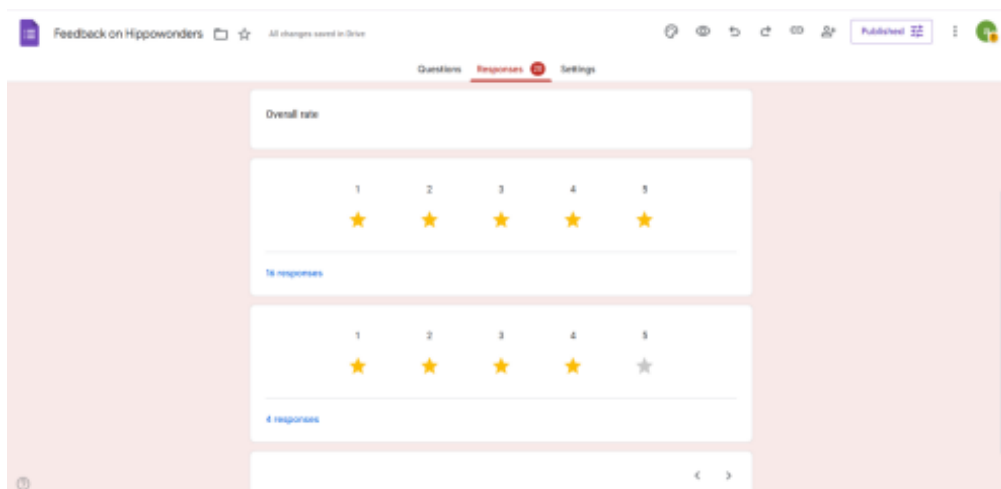 Feedback on Hippowonders All changes saved in Drive Published
Questions Responses 20 Settings
Overall rate
1 2 3 4 5
16 responses
1 2 3 4 5
4 responses